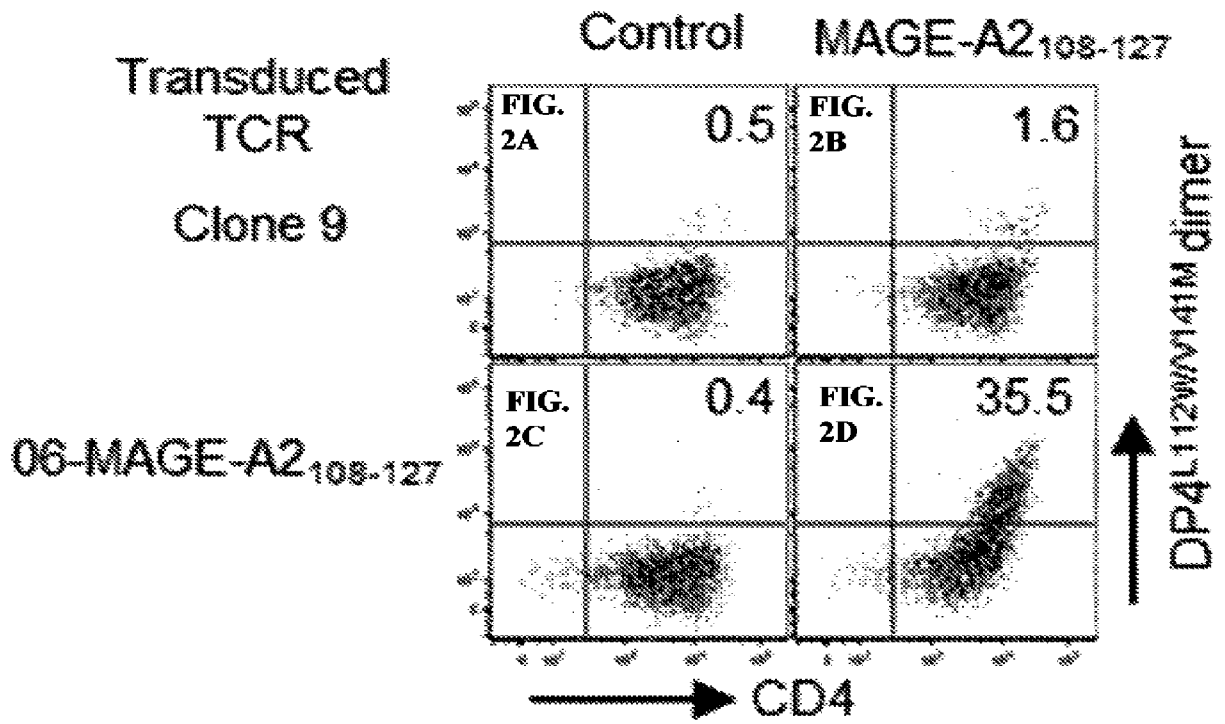 Control MAGE-A2₁₀₈₋₁₂₇
Transduced
TCR
FIG.
2A
0.5
FIG.
2B
1.6
Clone 9
FIG.
2C
0.4
FIG.
2D
35.5
06-MAGE-A2₁₀₈₋₁₂₇
DP4ᴸ¹¹²ᵂ/ⱽ¹⁴¹ᴹ dimer
CD4